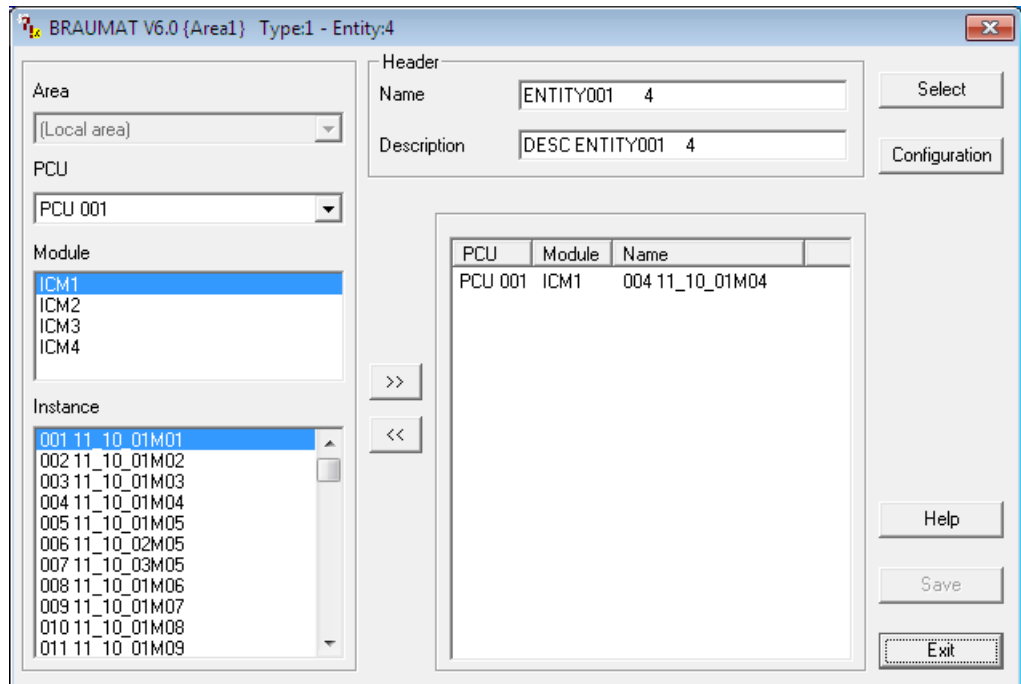 BRAUMAT V6.0 {Area1} Type:1 - Entity:4
Area
(Local area)
PCU
PCU 001
Module
ICM1
ICM2
ICM3
ICM4
Instance
001 11_10_01M01
002 11_10_01M02
003 11_10_01M03
004 11_10_01M04
005 11_10_01M05
006 11_10_02M05
007 11_10_03M05
008 11_10_01M06
009 11_10_01M07
010 11_10_01M08
011 11_10_01M09
Header
Name ENTITY001 4
Description DESC ENTITY001 4
>>
<<
PCU Module Name
PCU 001 ICM1 004 11_10_01M04
Select
Configuration
Help
Save
Exit